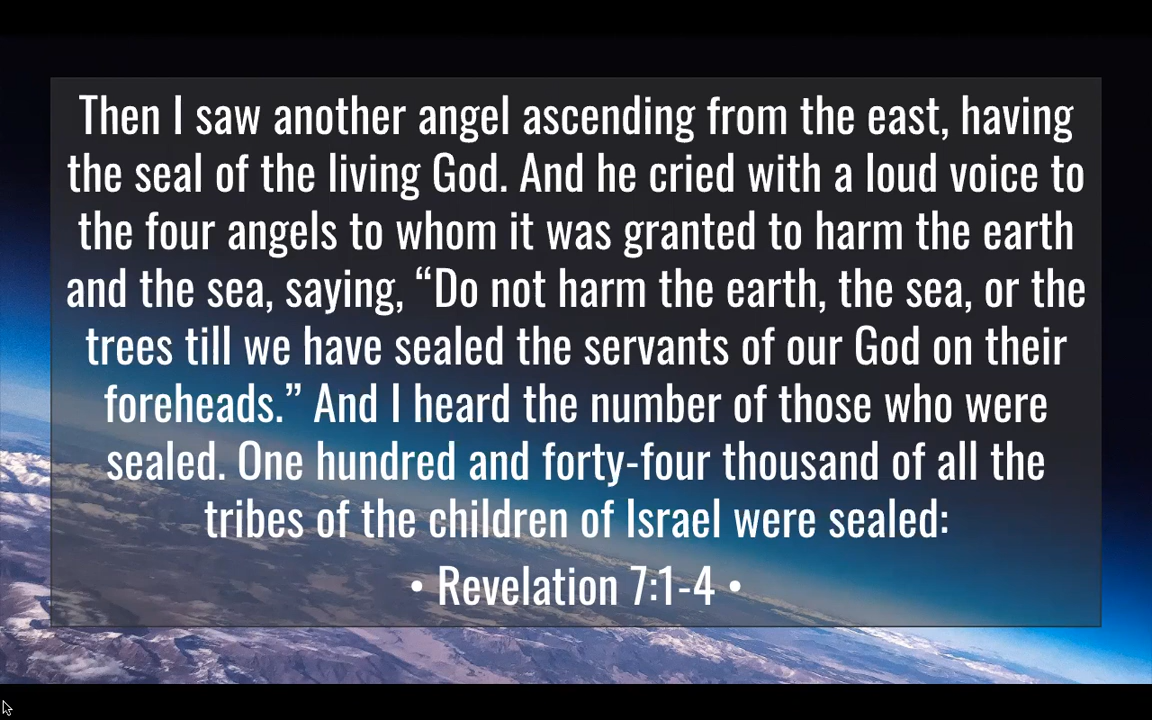 Then I saw another angel ascending from the east, having
the seal of the living God. And he cried with a loud voice to
the four angels to whom it was granted to harm the earth
and the sea, saying, “Do not harm the earth, the sea, or the
trees till we have sealed the servants of our God on their
foreheads.” And I heard the number of those who were
sealed. One hundred and forty-four thousand of all the
tribes of the children of Israel were sealed:
• Revelation 7:1-4 •